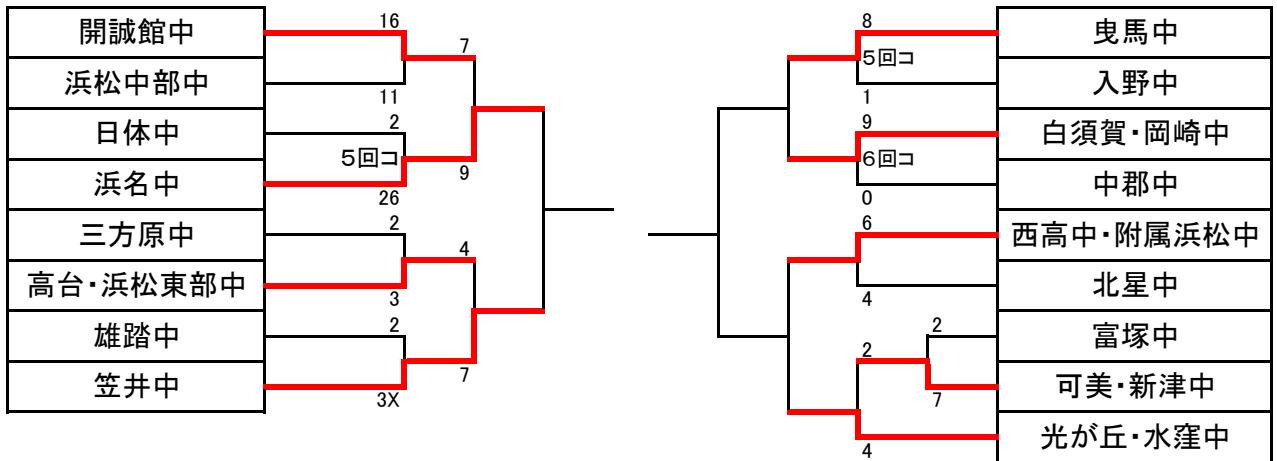 開誠館中 16 8 曳馬中
7 5回コ
浜松中部中 11 1 入野中
日体中 2 9 白須賀・岡崎中
5回コ 9 6回コ
浜名中 26 0 中郡中
三方原中 2 6 西高中・附属浜松中
4
高台・浜松東部中 3 4 北星中
雄踏中 2 2 富塚中
7 2
笠井中 3X 7 可美・新津中
4 光が丘・水窪中